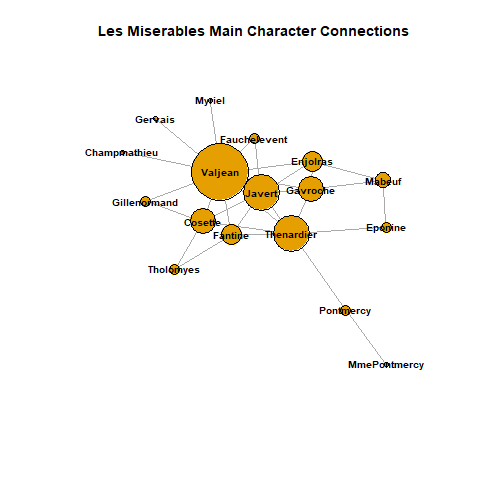 Les Miserables Main Character Connections
Myriel
Gervais
Fauchelevent
Champmathieu
Enjolras
Valjean
Mabeuf
Gavroche
Javert
Gillenormand
Cosette
Eponine
Fantine
Thenardier
Tholomyes
Pontmercy
MmePontmercy